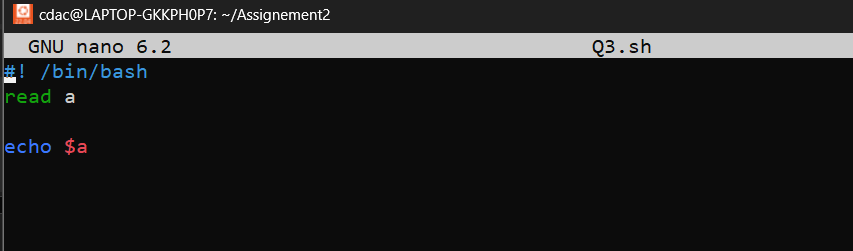 cdac@LAPTOP-GKKPH0P7: ~/Assignement2
GNU nano 6.2 Q3.sh
#! /bin/bash
read a
echo $a